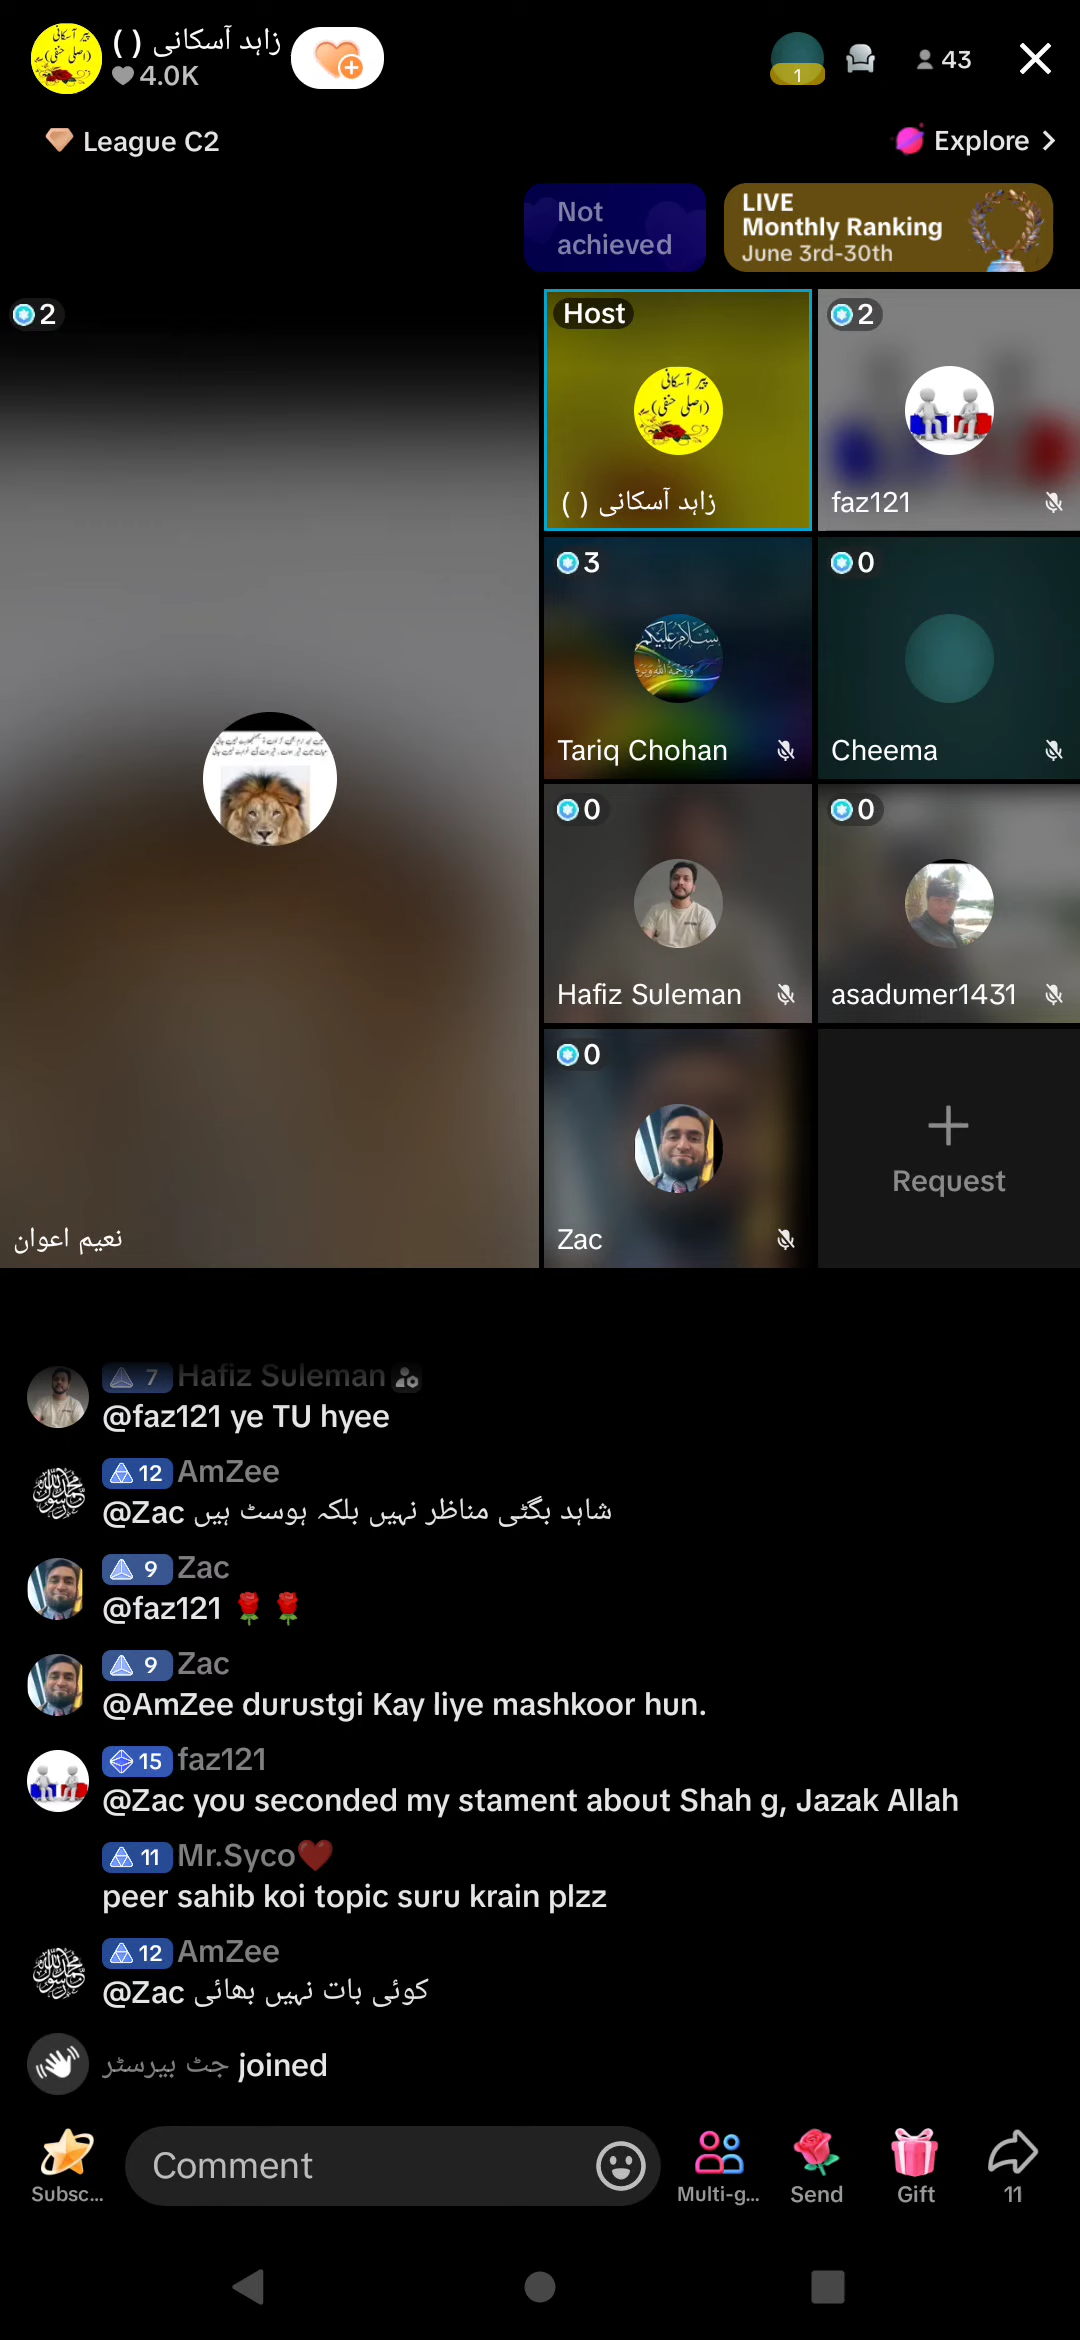 زاہد آسکانی ( )
4.0K
1
43
League C2
Explore
Not achieved
LIVE
Monthly Ranking
June 3rd-30th
2
نعیم اعوان
Host
پیر آسکانی
(اصلی حنفی)
زاہد آسکانی ( )
2
faz121
3
Tariq Chohan
0
Cheema
0
Hafiz Suleman
0
asadumer1431
0
Zac
Request
7 Hafiz Suleman
@faz121 ye TU hyee
12 AmZee
@Zac شاہد بگٹی مناظر نہیں بلکہ ہوسٹ ہیں
9 Zac
@faz121 🌹 🌹
9 Zac
@AmZee durustgi Kay liye mashkoor hun.
15 faz121
@Zac you seconded my stament about Shah g, Jazak Allah
11 Mr.Syco❤️
peer sahib koi topic suru krain plzz
12 AmZee
@Zac کوئی بات نہیں بھائی
جٹ بیرسٹر joined
Comment
Subsc...
Multi-g...
Send
Gift
11